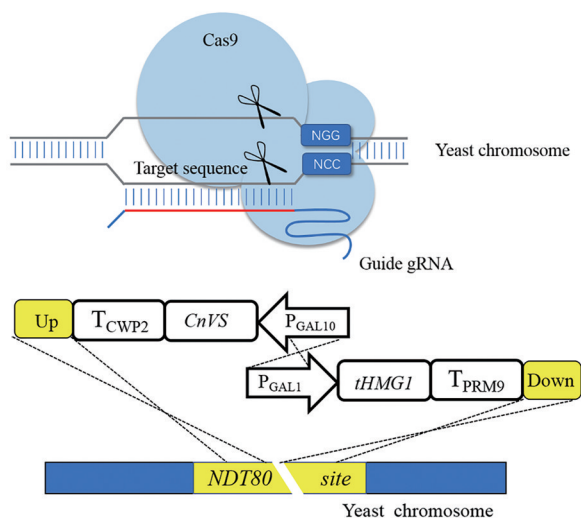 Cas9
NGG
Yeast chromosome
Target sequence
NCC
Guide gRNA
Up
TCWP2
CnVS
PGAL10
PGAL1
tHMG1
TPRM9
Down
NDT80 site
Yeast chromosome